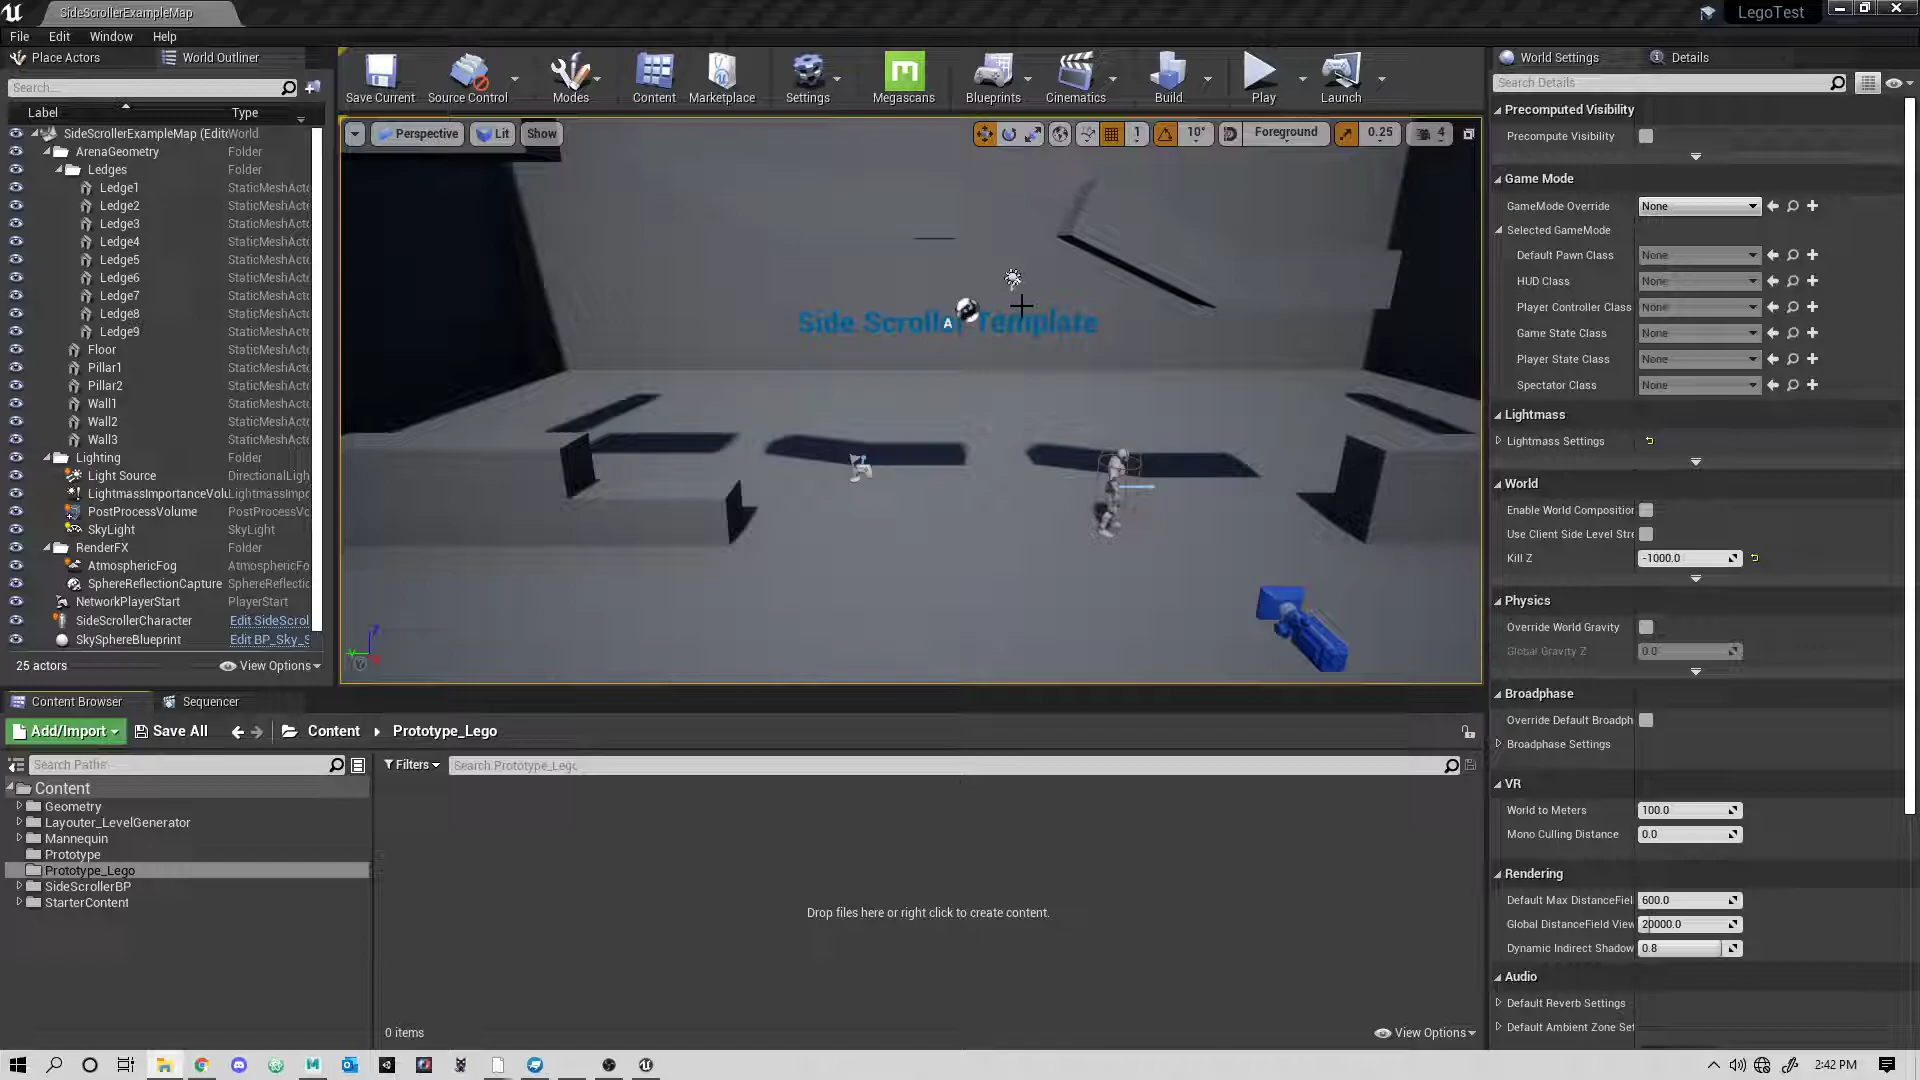 SideScrollerExampleMap
LegoTest
File Edit Window Help
Place Actors
World Outliner
Search...
Label Type
SideScrollerExampleMap (Edito World
ArenaGeometry Folder
Ledges Folder
Ledge1 StaticMeshActo
Ledge2 StaticMeshActo
Ledge3 StaticMeshActo
Ledge4 StaticMeshActo
Ledge5 StaticMeshActo
Ledge6 StaticMeshActo
Ledge7 StaticMeshActo
Ledge8 StaticMeshActo
Ledge9 StaticMeshActo
Floor StaticMeshActo
Pillar1 StaticMeshActo
Pillar2 StaticMeshActo
Wall1 StaticMeshActo
Wall2 StaticMeshActo
Wall3 StaticMeshActo
Lighting Folder
Light Source DirectionalLigh
LightmassImportanceVolu LightmassImpo
PostProcessVolume PostProcessVo
SkyLight SkyLight
RenderFX Folder
AtmosphericFog AtmosphericFo
SphereReflectionCapture SphereReflectio
NetworkPlayerStart PlayerStart
SideScrollerCharacter Edit SideScrol
SkySphereBlueprint Edit BP_Sky_S
25 actors
View Options
Save Current
Source Control
Modes
Content
Marketplace
Settings
Megascans
Blueprints
Cinematics
Build
Play
Launch
Perspective
Lit
Show
1
10°
Foreground
0.25
4
Side Scroller Template
A
World Settings
Details
Search Details
Precomputed Visibility
Precompute Visibility
Game Mode
GameMode Override None
Selected GameMode
Default Pawn Class None
HUD Class None
Player Controller Class None
Game State Class None
Player State Class None
Spectator Class None
Lightmass
Lightmass Settings
World
Enable World Composition
Use Client Side Level Stre
Kill Z -1000.0
Physics
Override World Gravity
Global Gravity Z 0.0
Broadphase
Override Default Broadph
Broadphase Settings
VR
World to Meters 100.0
Mono Culling Distance 0.0
Rendering
Default Max DistanceFiel 600.0
Global DistanceField View 20000.0
Dynamic Indirect Shadow 0.8
Audio
Default Reverb Settings
Default Ambient Zone Set
Content Browser
Sequencer
Add/Import
Save All
Content
Prototype_Lego
Search Paths
Filters
Search Prototype_Lego
Content
Geometry
Layouter_LevelGenerator
Mannequin
Prototype
Prototype_Lego
SideScrollerBP
StarterContent
Drop files here or right click to create content.
0 items
View Options
2:42 PM